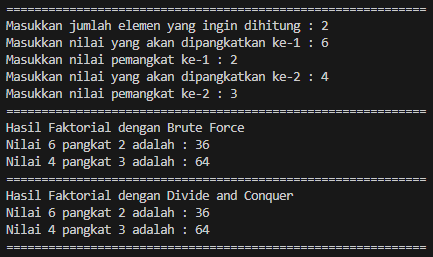 ============================================================
Masukkan jumlah elemen yang ingin dihitung : 2
Masukkan nilai yang akan dipangkatkan ke-1 : 6
Masukkan nilai pemangkat ke-1 : 2
Masukkan nilai yang akan dipangkatkan ke-2 : 4
Masukkan nilai pemangkat ke-2 : 3
============================================================
Hasil Faktorial dengan Brute Force
Nilai 6 pangkat 2 adalah : 36
Nilai 4 pangkat 3 adalah : 64
============================================================
Hasil Faktorial dengan Divide and Conquer
Nilai 6 pangkat 2 adalah : 36
Nilai 4 pangkat 3 adalah : 64
============================================================